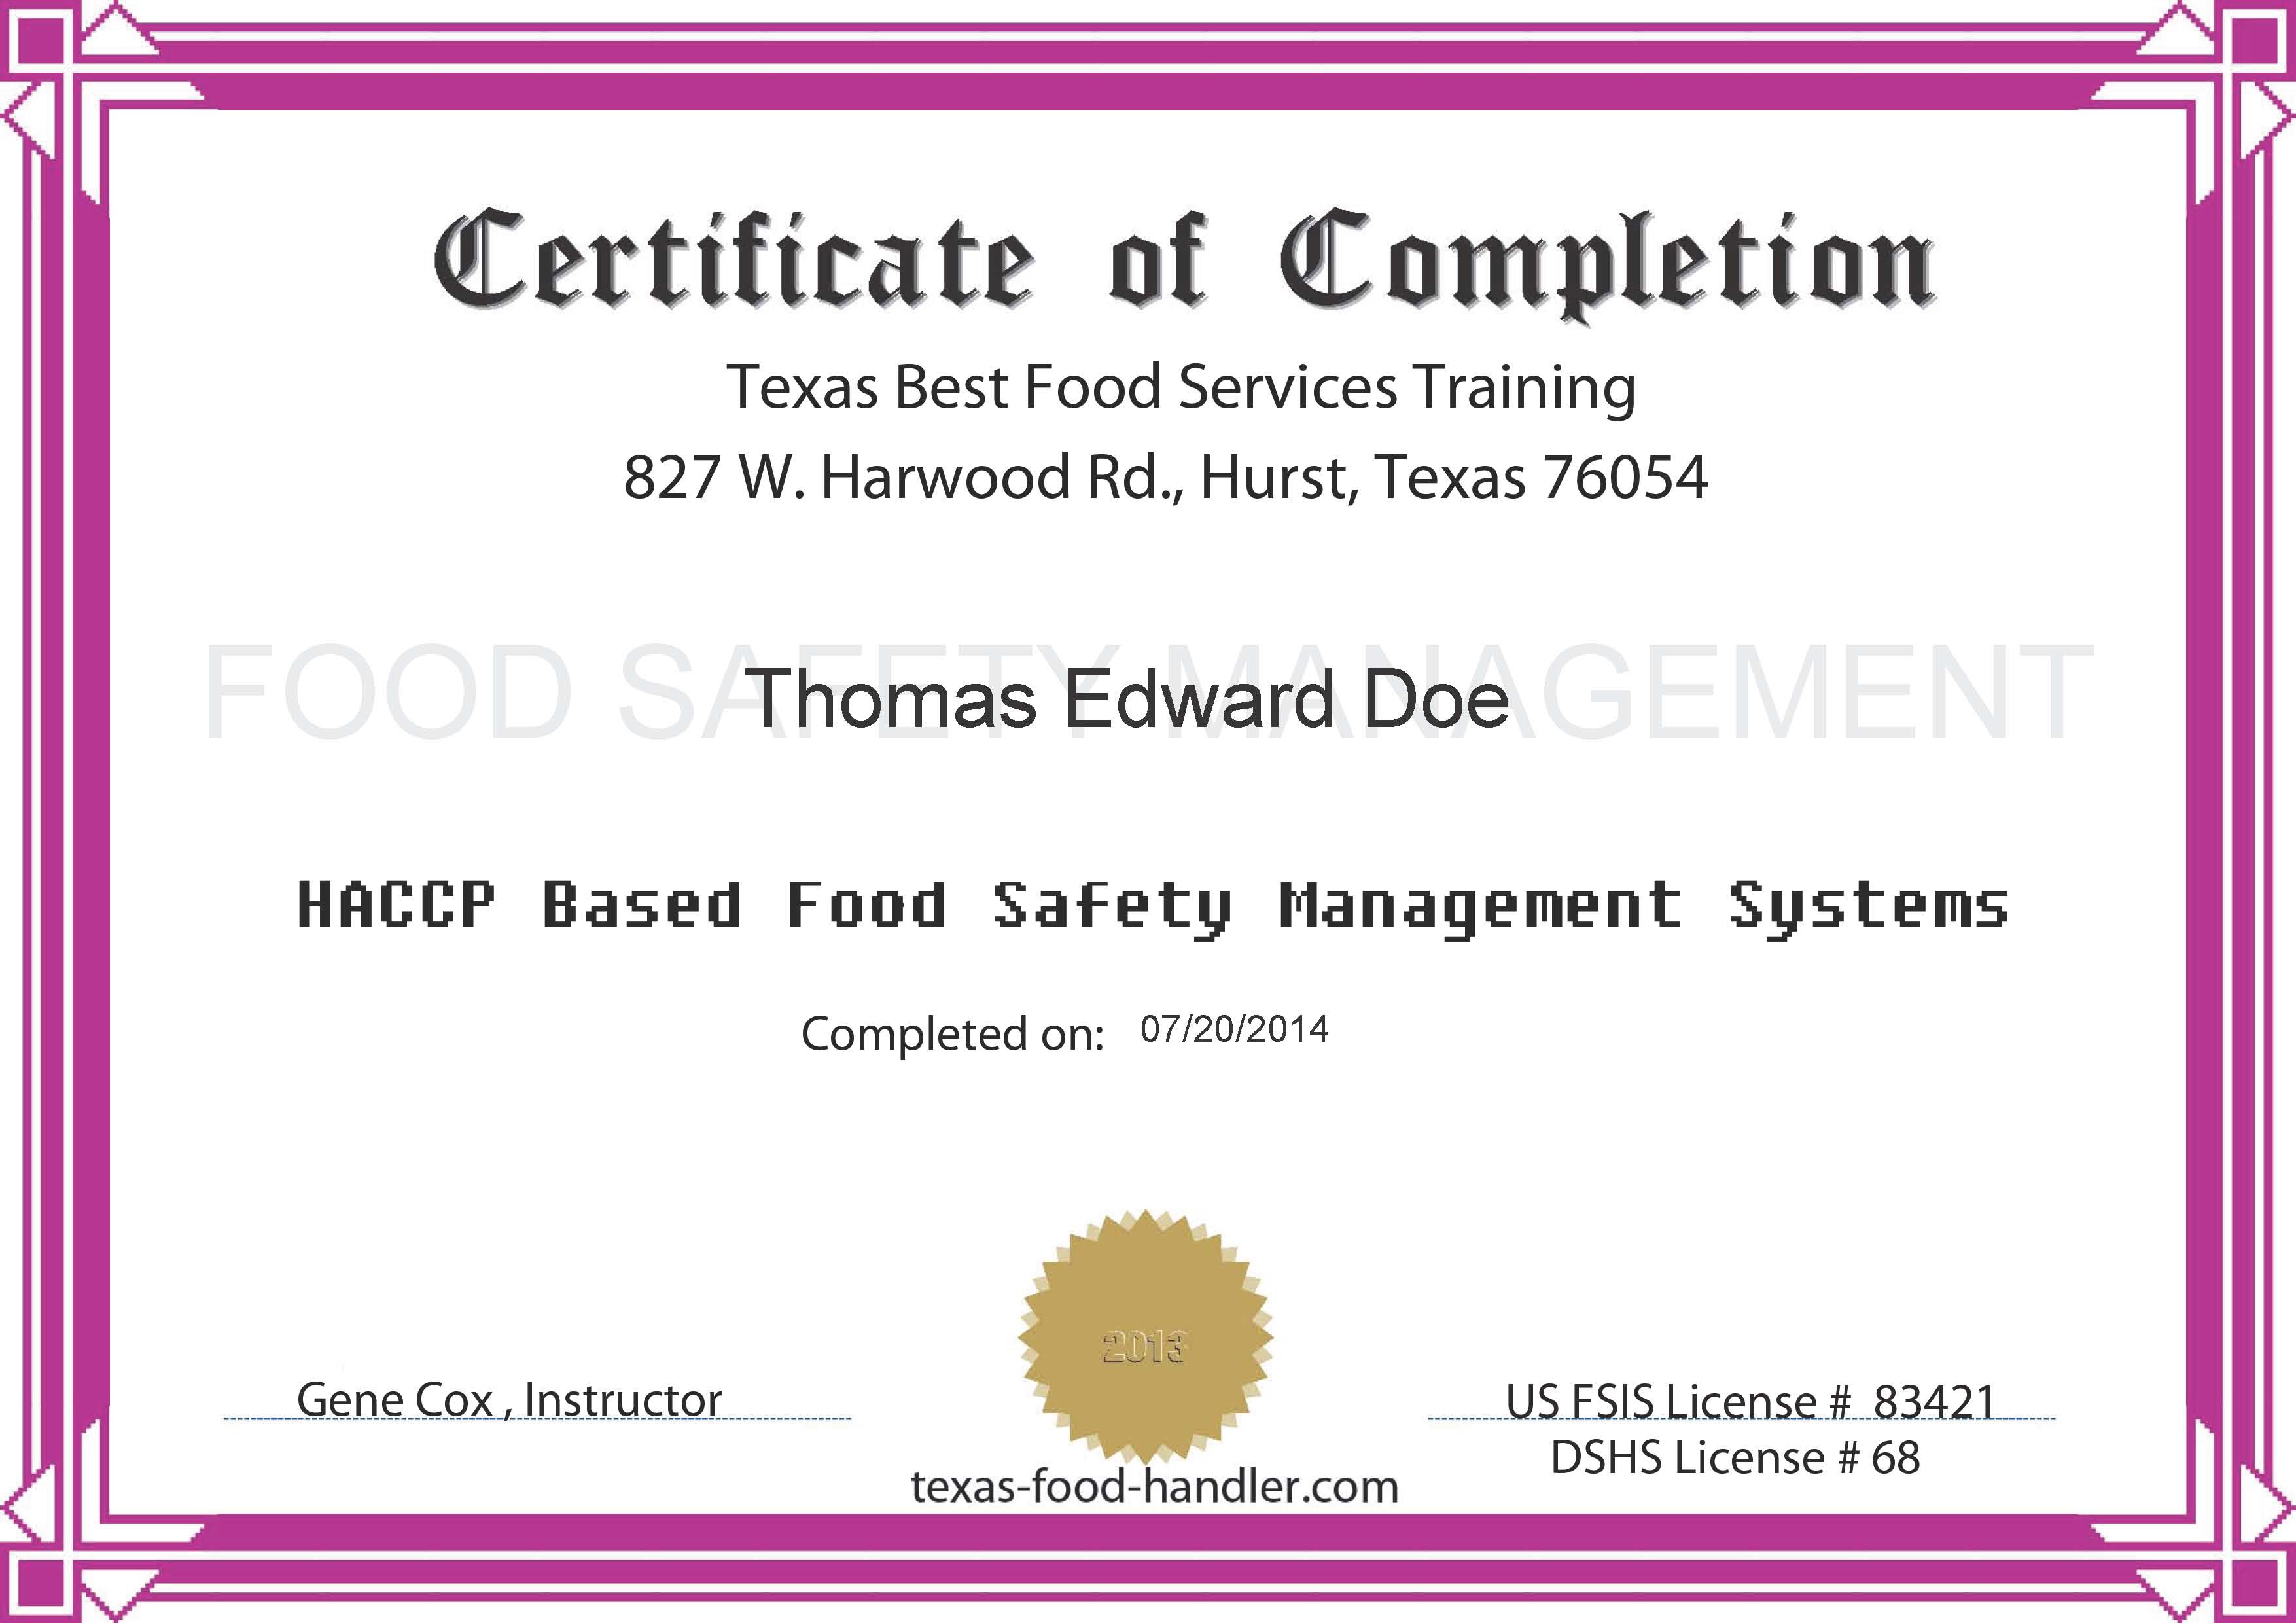 Certificate of Completion
Texas Best Food Services Training
827 W. Harwood Rd., Hurst, Texas 76054
FOOD SAFETY MANAGEMENT
Thomas Edward Doe
HACCP Based Food Safety Management Systems
Completed on: 07/20/2014
2013
Gene Cox , Instructor
US FSIS License # 83421
DSHS License # 68
texas-food-handler.com